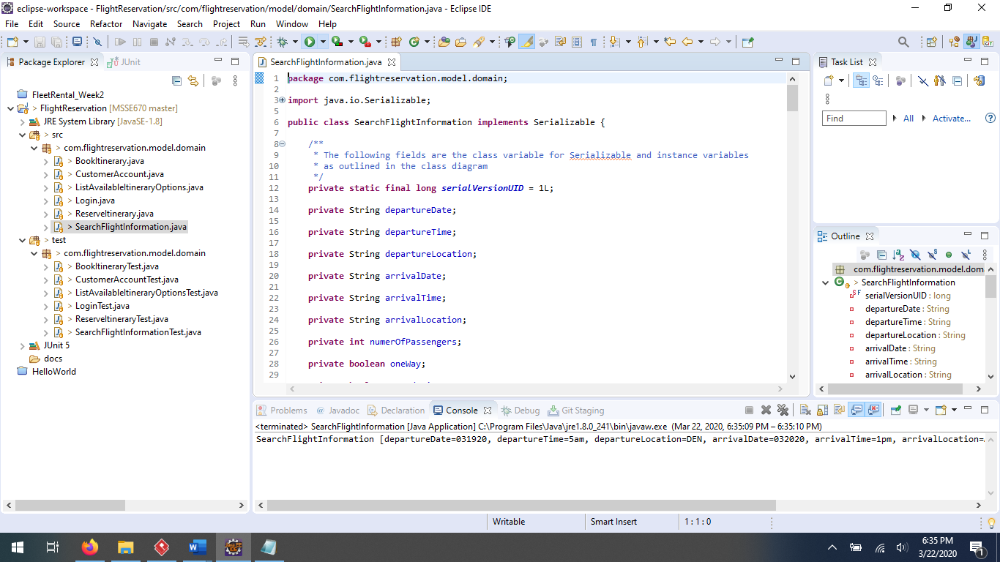 eclipse-workspace - FlightReservation/src/com/flightreservation/model/domain/SearchFlightInformation.java - Eclipse IDE
File Edit Source Refactor Navigate Search Project Run Window Help
Package Explorer JUnit
FleetRental_Week2
> FlightReservation [MSSE670 master]
JRE System Library [JavaSE-1.8]
> src
> com.flightreservation.model.domain
> BookItinerary.java
> CustomerAccount.java
> ListAvailableItineraryOptions.java
> Login.java
> ReserveItinerary.java
> SearchFlightInformation.java
> test
> com.flightreservation.model.domain
> BookItineraryTest.java
> CustomerAccountTest.java
> ListAvailableItineraryOptionsTest.java
> LoginTest.java
> ReserveItineraryTest.java
> SearchFlightInformationTest.java
JUnit 5
docs
HelloWorld
SearchFlightInformation.java
1 package com.flightreservation.model.domain;
2
3 import java.io.Serializable;
5
6 public class SearchFlightInformation implements Serializable {
7
8 /**
9 * The following fields are the class variable for Serializable and instance variables
10 * as outlined in the class diagram
11 */
12 private static final long serialVersionUID = 1L;
13
14 private String departureDate;
15
16 private String departureTime;
17
18 private String departureLocation;
19
20 private String arrivalDate;
21
22 private String arrivalTime;
23
24 private String arrivalLocation;
25
26 private int numerOfPassengers;
27
28 private boolean oneWay;
29
Task List
Find All Activate...
Outline
com.flightreservation.model.doma
> SearchFlightInformation
serialVersionUID : long
departureDate : String
departureTime : String
departureLocation : String
arrivalDate : String
arrivalTime : String
arrivalLocation : String
Problems Javadoc Declaration Console Debug Git Staging
<terminated> SearchFlightInformation [Java Application] C:\Program Files\Java\jre1.8.0_241\bin\javaw.exe (Mar 22, 2020, 6:35:09 PM – 6:35:10 PM)
SearchFlightInformation [departureDate=031920, departureTime=5am, departureLocation=DEN, arrivalDate=032020, arrivalTime=1pm, arrivalLocation=
Writable Smart Insert 1 : 1 : 0
6:35 PM
3/22/2020